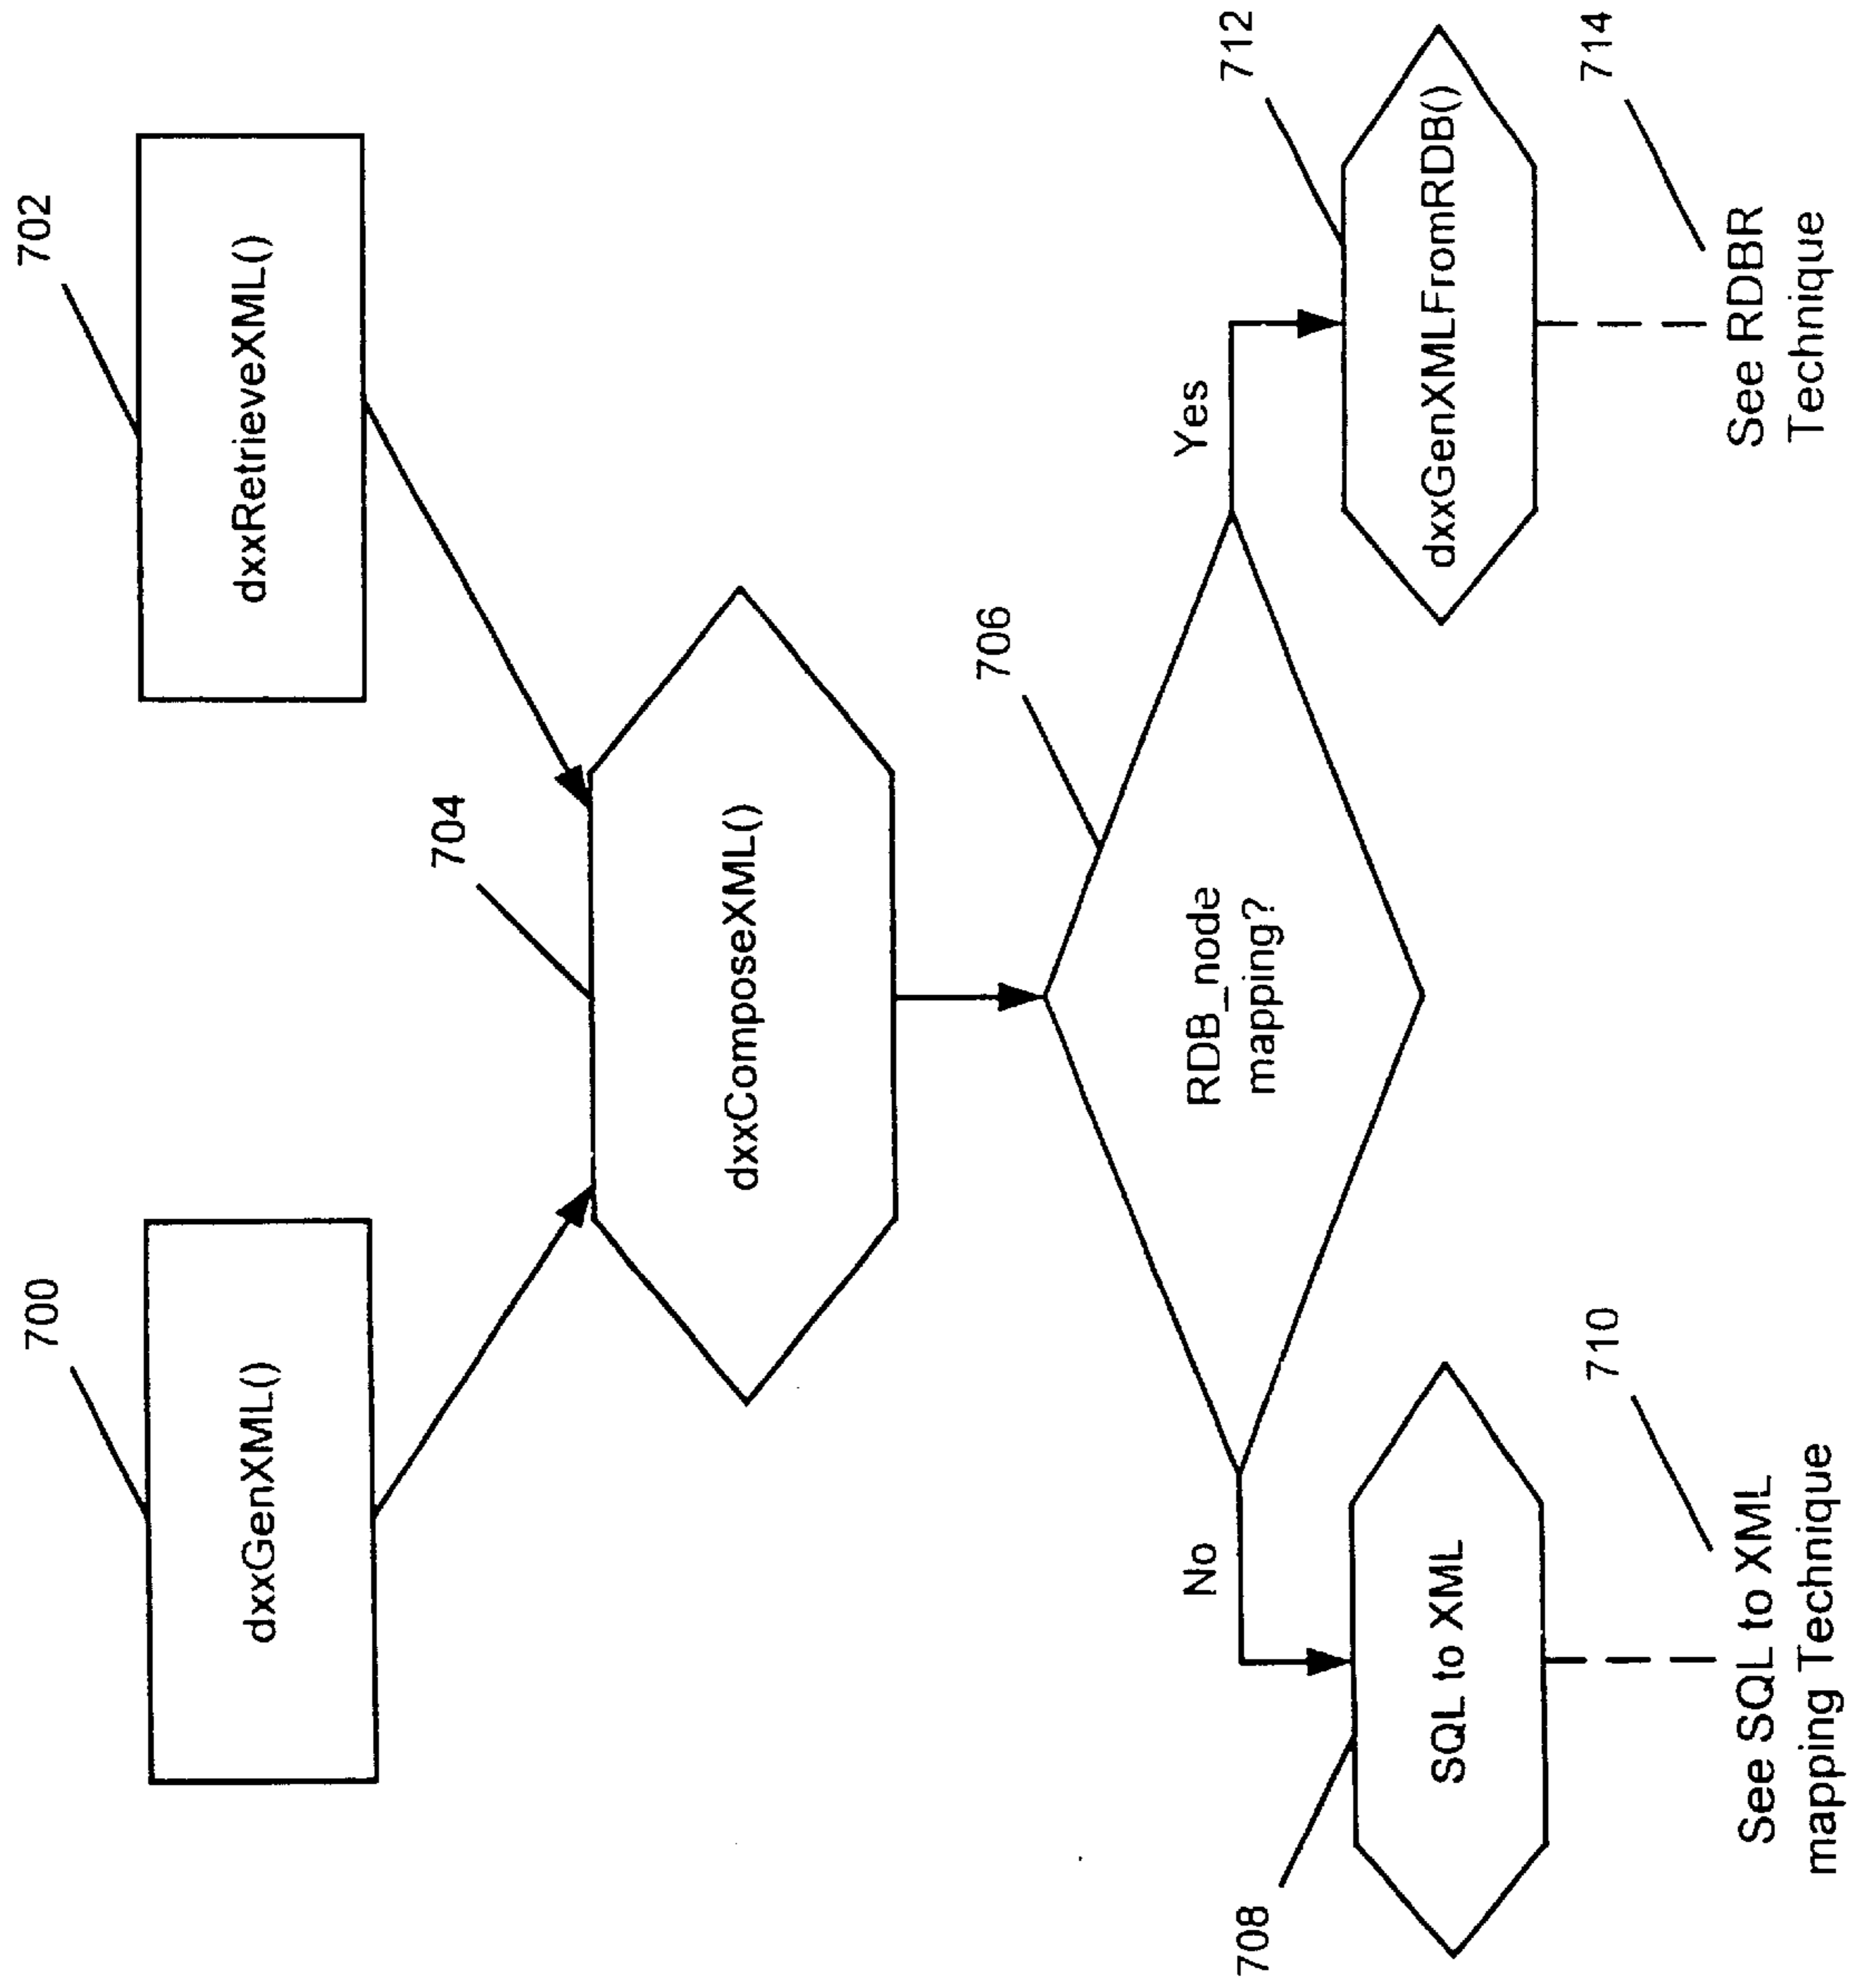 700
702
dxxGenXML()
dxxRetrieveXML()
704
dxxComposeXML()
706
RDB_node
mapping?
No
Yes
708
SQL to XML
712
dxxGenXMLFromRDB()
710
See SQL to XML
mapping Technique
714
See RDBR
Technique